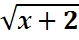 √x + 2